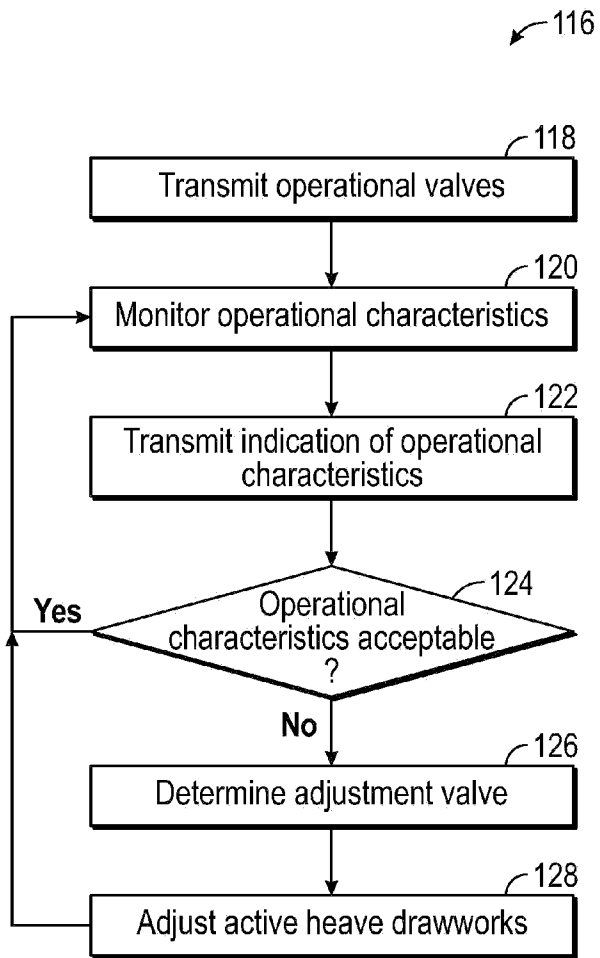 116
118
Transmit operational valves
120
Monitor operational characteristics
122
Transmit indication of operational
characteristics
124
Operational
characteristics acceptable
?
Yes
No
126
Determine adjustment valve
128
Adjust active heave drawworks